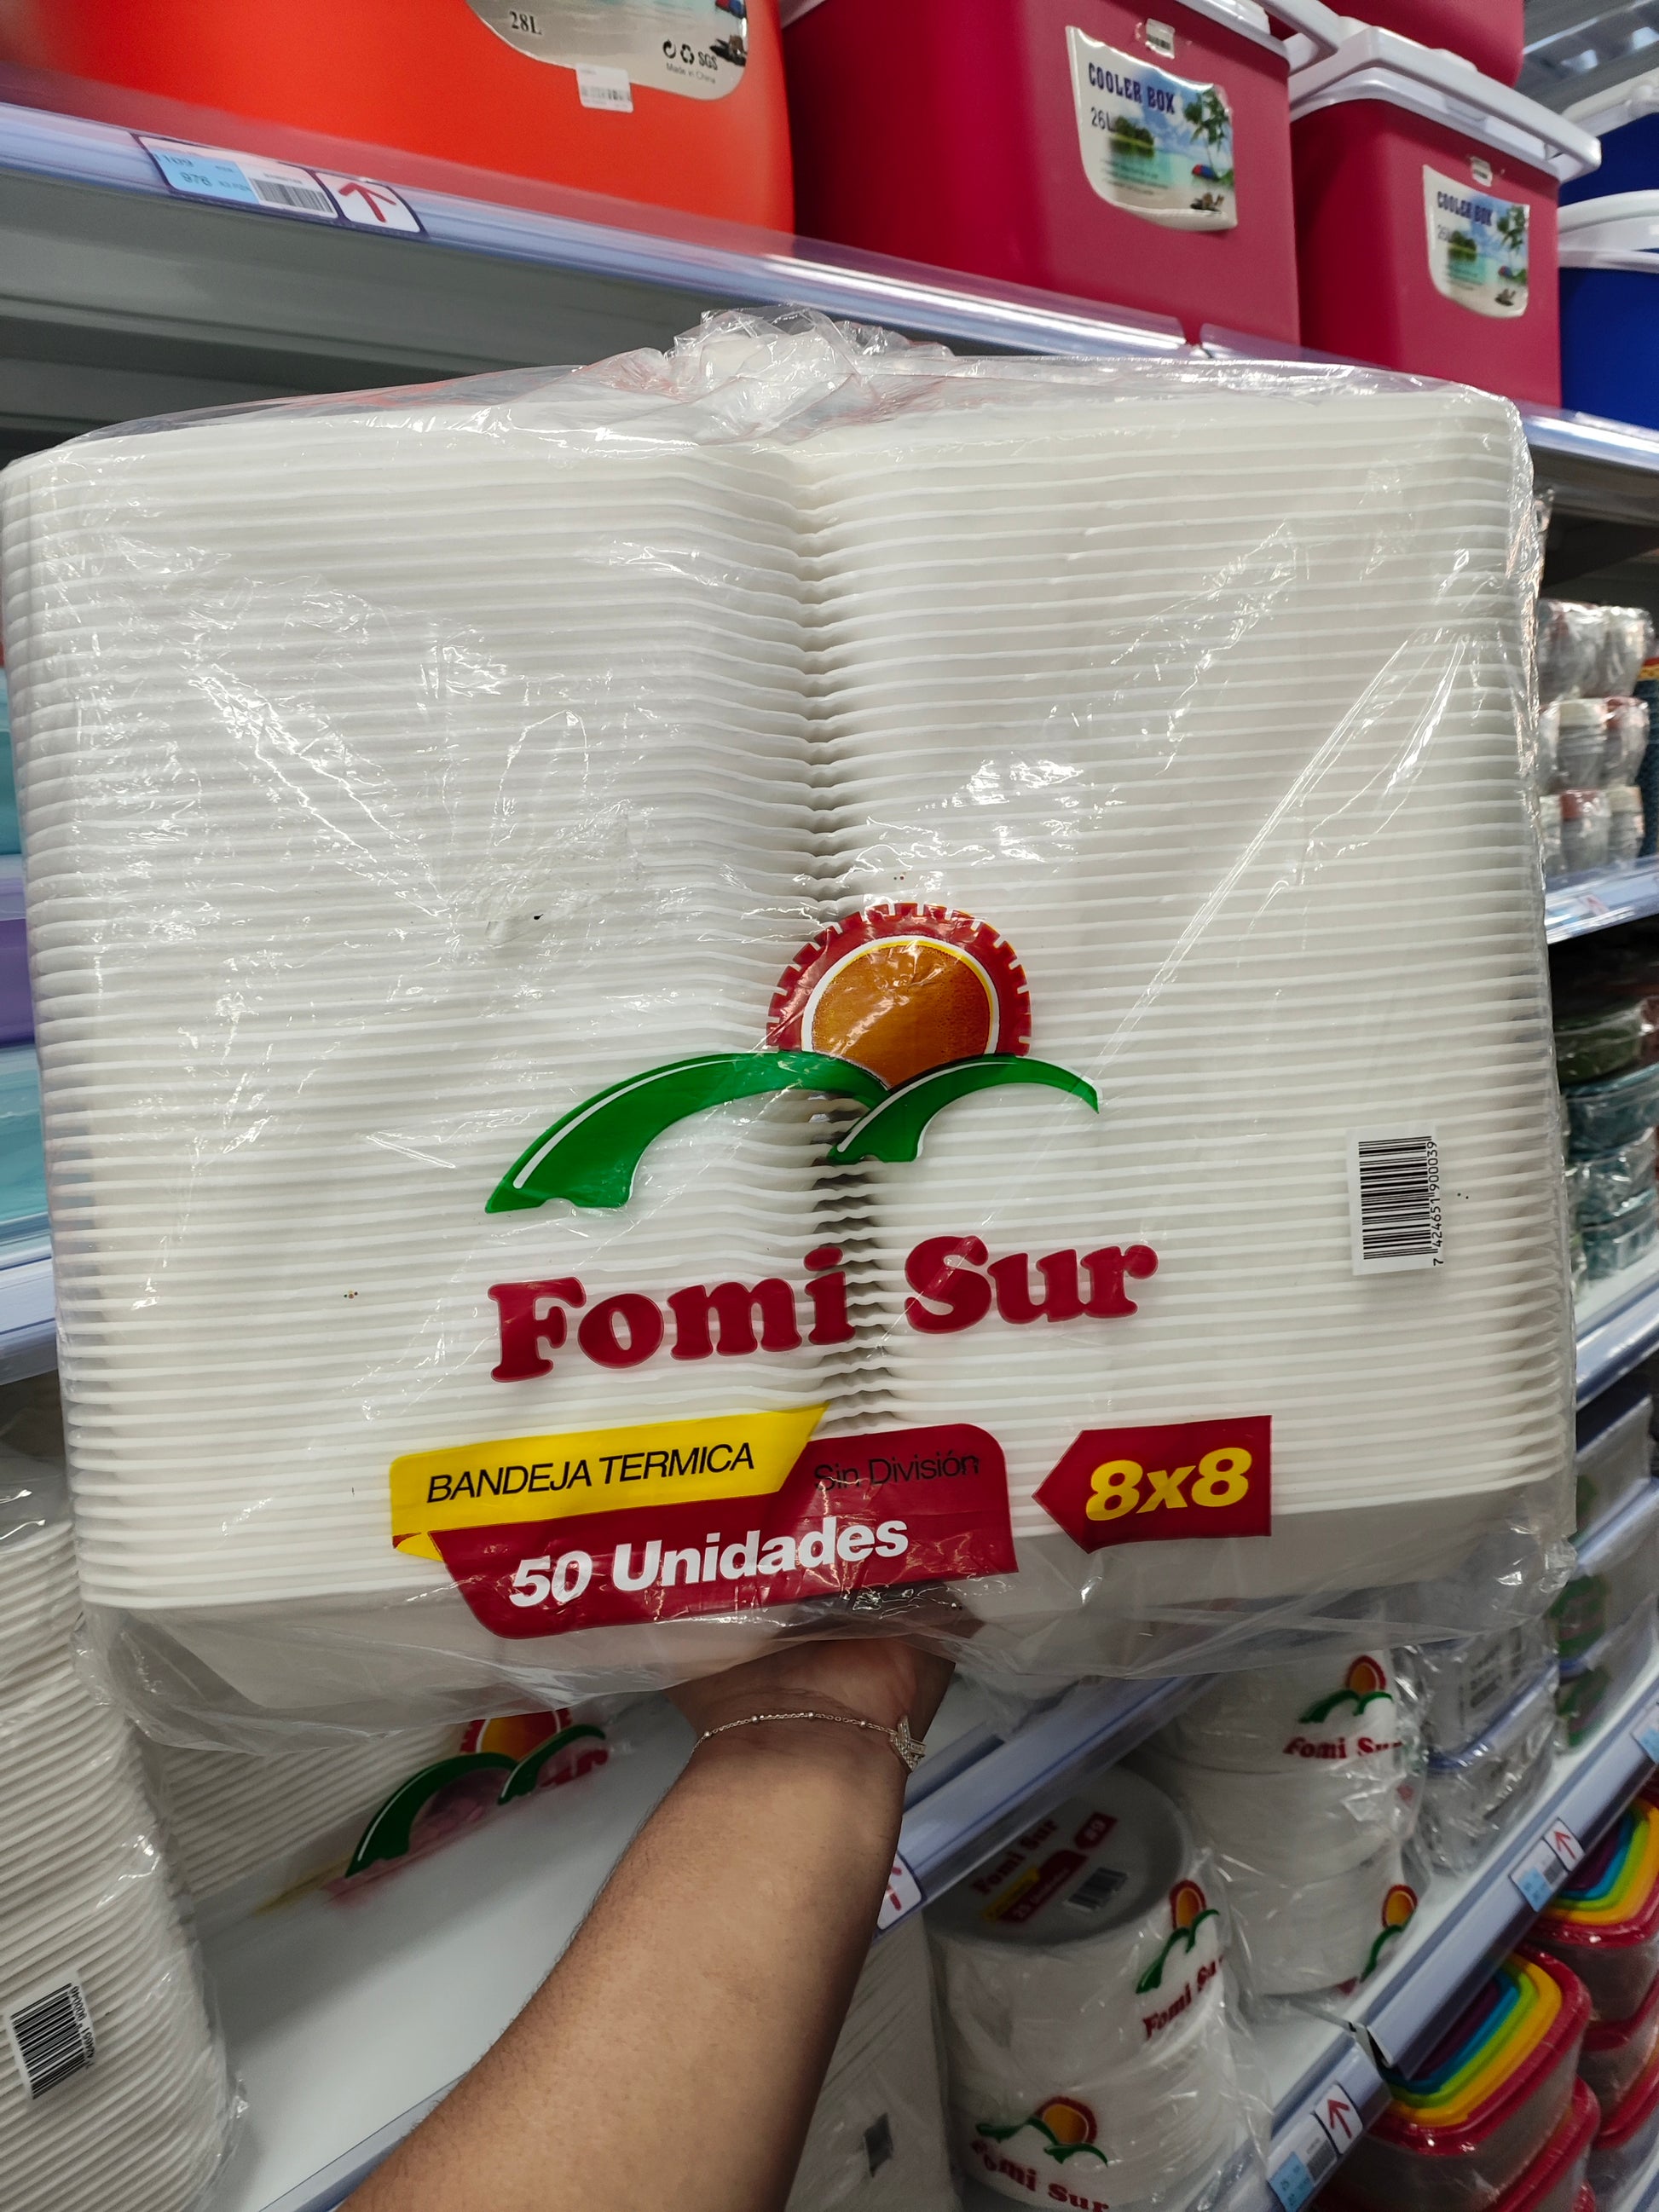 28L
SGS
Made in China
COOLER BOX
26L
COOLER BOX
976
Fomi Sur
BANDEJA TERMICA
Sin División
8x8
50 Unidades
7 424651 900039
Fomi Sur
Fomi Sur
Fomi Sur